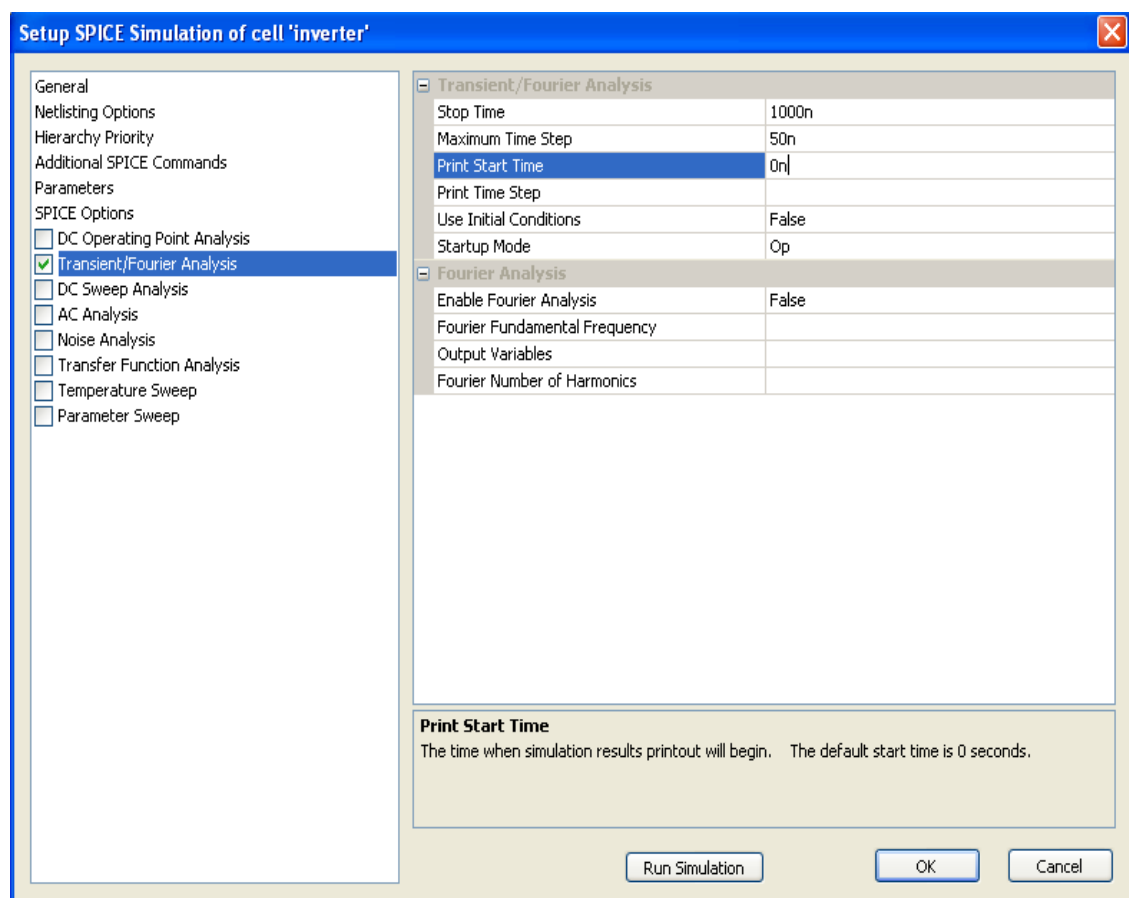 Setup SPICE Simulation of cell 'inverter'
General
Netlisting Options
Hierarchy Priority
Additional SPICE Commands
Parameters
SPICE Options
DC Operating Point Analysis
Transient/Fourier Analysis
DC Sweep Analysis
AC Analysis
Noise Analysis
Transfer Function Analysis
Temperature Sweep
Parameter Sweep
Transient/Fourier Analysis
Stop Time 1000n
Maximum Time Step 50n
Print Start Time 0n
Print Time Step
Use Initial Conditions False
Startup Mode Op
Fourier Analysis
Enable Fourier Analysis False
Fourier Fundamental Frequency
Output Variables
Fourier Number of Harmonics
Print Start Time
The time when simulation results printout will begin. The default start time is 0 seconds.
Run Simulation OK Cancel